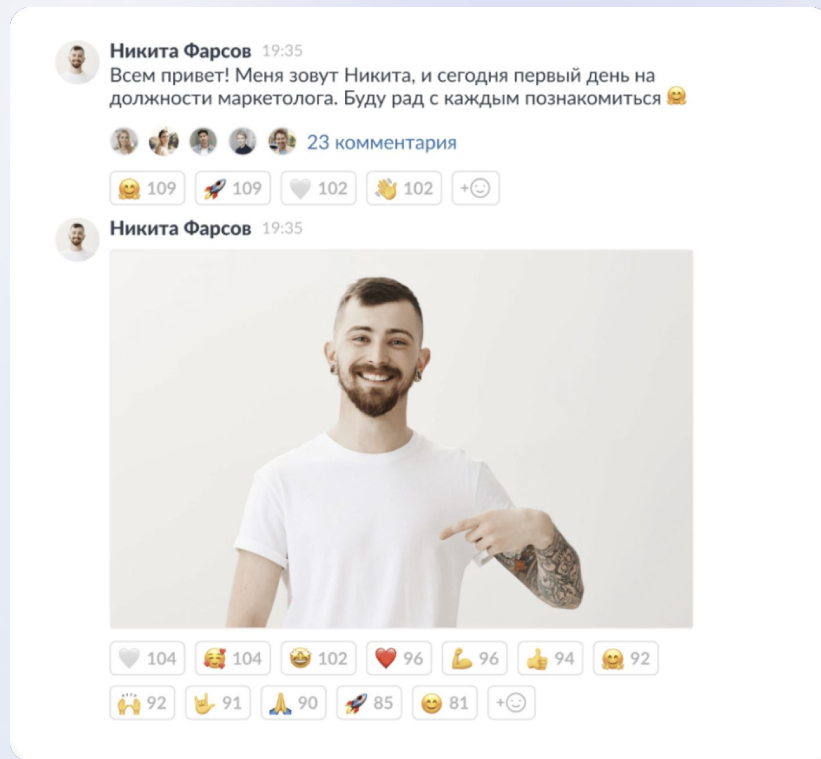 Никита Фарсов 19:35
Всем привет! Меня зовут Никита, и сегодня первый день на
должности маркетолога. Буду рад с каждым познакомиться 🤗
23 комментария
🤗 109 🚀 109 🤍 102 👏 102
Никита Фарсов 19:35
🤍 104 🥰 104 🤩 102 ❤️ 96 💪 96 👍 94 🤗 92
🙌 92 🤟 91 🙏 90 🚀 85 😊 81